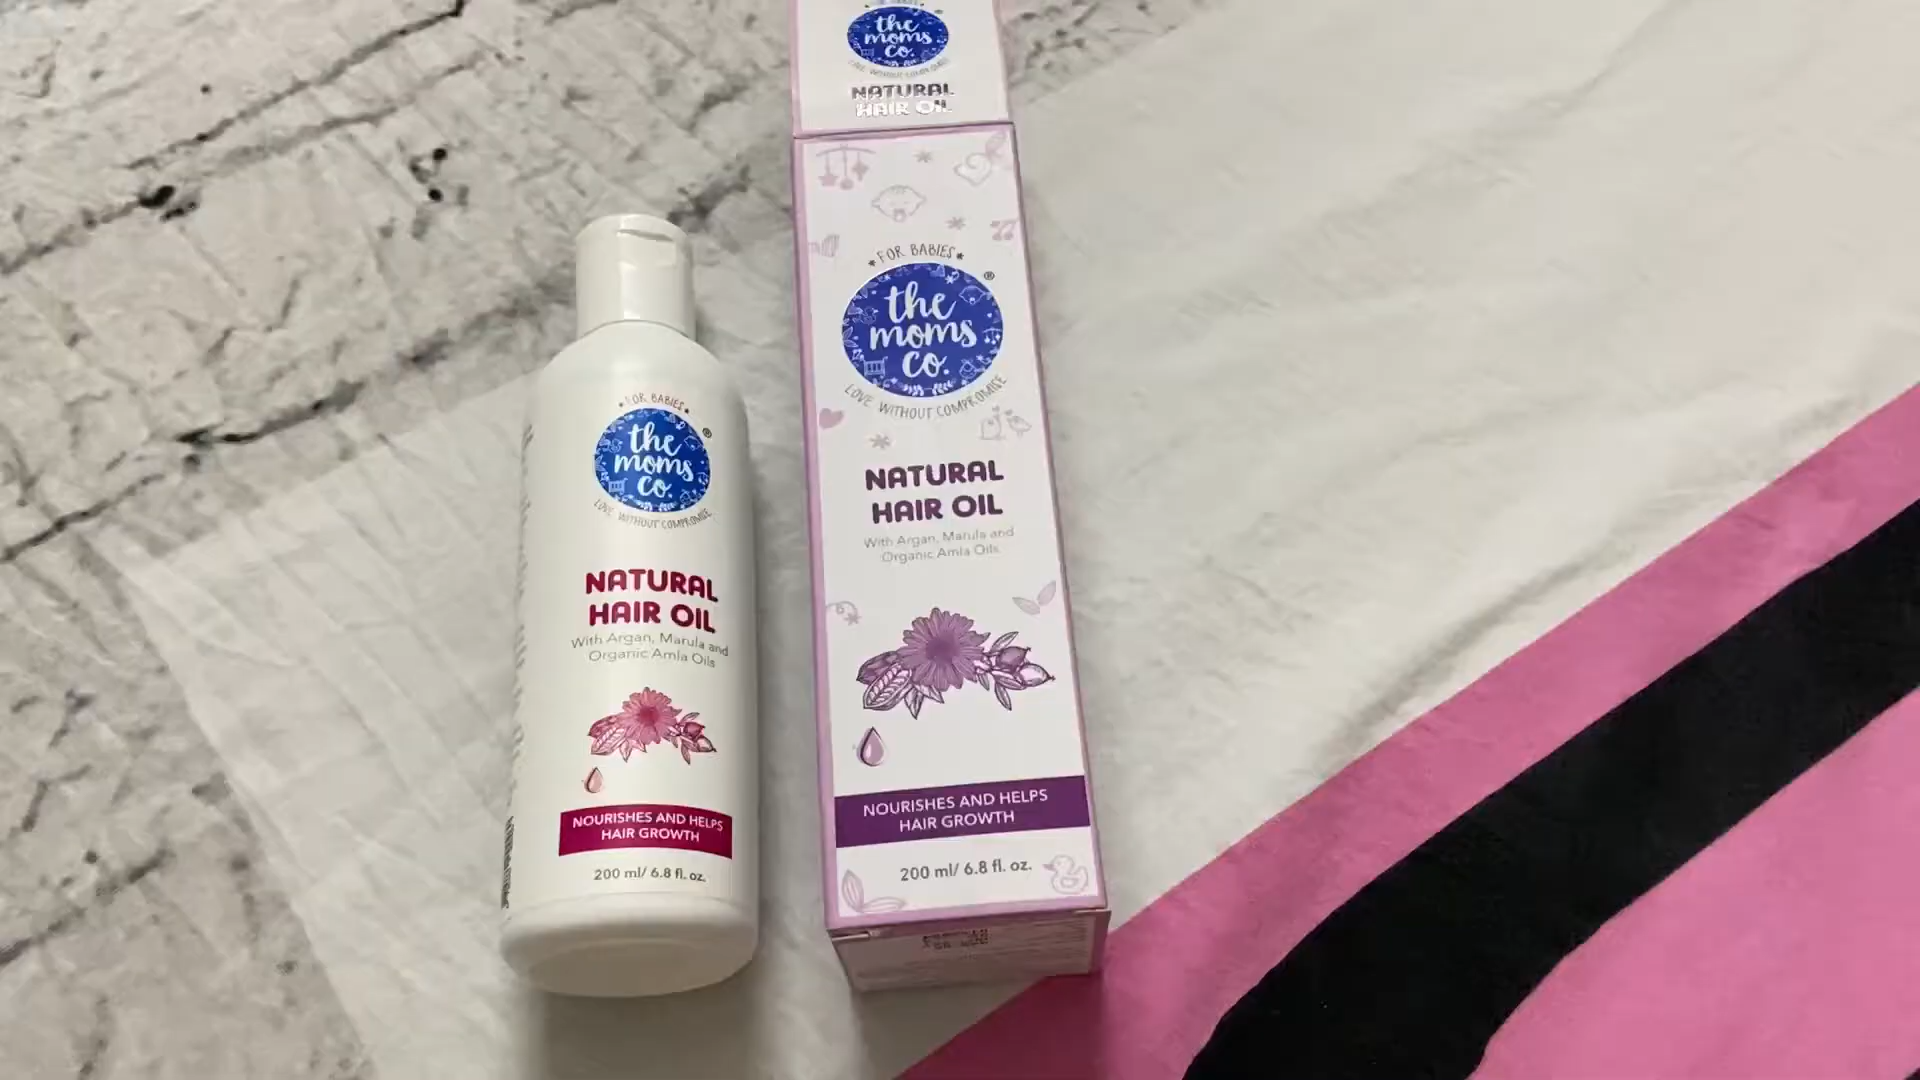 the
moms
co.
NATURAL
HAIR OIL
FOR BABIES
the
moms
co.
®
LOVE WITHOUT COMPROMISE
NATURAL
HAIR OIL
With Argan, Marula and
Organic Amla Oils
NOURISHES AND HELPS
HAIR GROWTH
200 ml/ 6.8 fl. oz.
FOR BABIES
the
moms
co.
®
LOVE WITHOUT COMPROMISE
NATURAL
HAIR OIL
With Argan, Marula and
Organic Amla Oils
NOURISHES AND HELPS
HAIR GROWTH
200 ml/ 6.8 fl. oz.